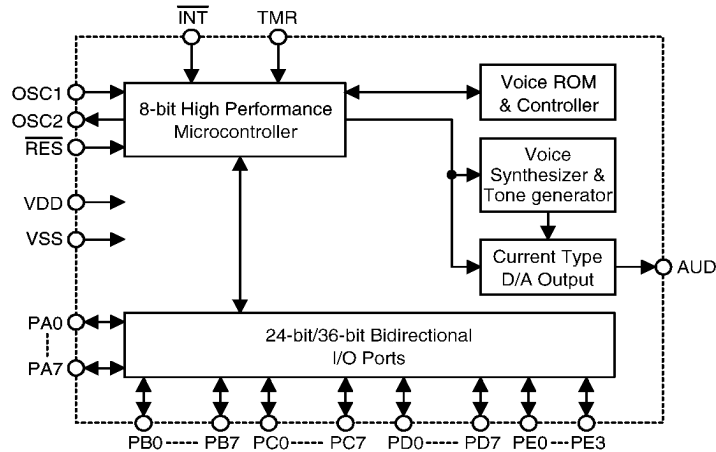 INT TMR
OSC1
OSC2
RES
VDD
VSS
8-bit High Performance
Microcontroller
Voice ROM
& Controller
Voice
Synthesizer &
Tone generator
Current Type
D/A Output
AUD
PA0
PA7
24-bit/36-bit Bidirectional
I/O Ports
PB0 PB7 PC0 PC7 PD0 PD7 PE0 PE3